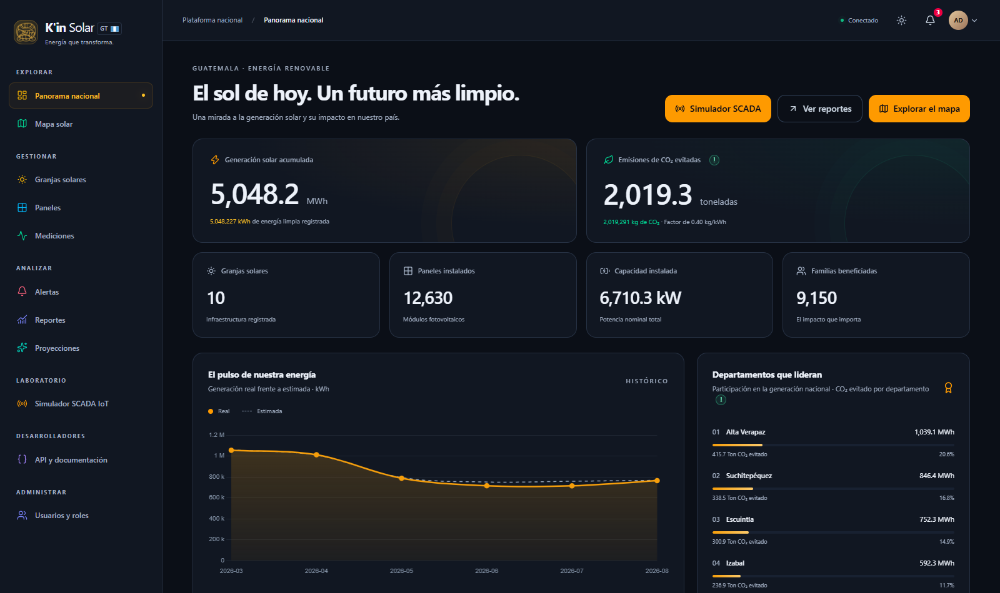 K'in Solar GT
Energía que transforma.
EXPLORAR
Panorama nacional
Mapa solar
GESTIONAR
Granjas solares
Paneles
Mediciones
ANALIZAR
Alertas
Reportes
Proyecciones
LABORATORIO
Simulador SCADA IoT
DESARROLLADORES
API y documentación
ADMINISTRAR
Usuarios y roles
Plataforma nacional / Panorama nacional
Conectado
3
AD
GUATEMALA · ENERGÍA RENOVABLE
El sol de hoy. Un futuro más limpio.
Una mirada a la generación solar y su impacto en nuestro país.
Simulador SCADA
Ver reportes
Explorar el mapa
Generación solar acumulada
5,048.2 MWh
5,048,227 kWh de energía limpia registrada
Emisiones de CO₂ evitadas !
2,019.3 toneladas
2,019,291 kg de CO₂ · Factor de 0.40 kg/kWh
Granjas solares
10
Infraestructura registrada
Paneles instalados
12,630
Módulos fotovoltaicos
Capacidad instalada
6,710.3 kW
Potencia nominal total
Familias beneficiadas
9,150
El impacto que importa
El pulso de nuestra energía
Generación real frente a estimada · kWh
HISTÓRICO
Real
Estimada
1.2 M
1 M
800 k
600 k
400 k
200 k
0
2026-03 2026-04 2026-05 2026-06 2026-07 2026-08
Departamentos que lideran
Participación en la generación nacional · CO₂ evitado por departamento
!
01 Alta Verapaz 1,039.1 MWh
415.7 Ton CO₂ evitado 20.6%
02 Suchitepéquez 846.4 MWh
338.5 Ton CO₂ evitado 16.8%
03 Escuintla 752.3 MWh
300.9 Ton CO₂ evitado 14.9%
04 Izabal 592.3 MWh
236.9 Ton CO₂ evitado 11.7%